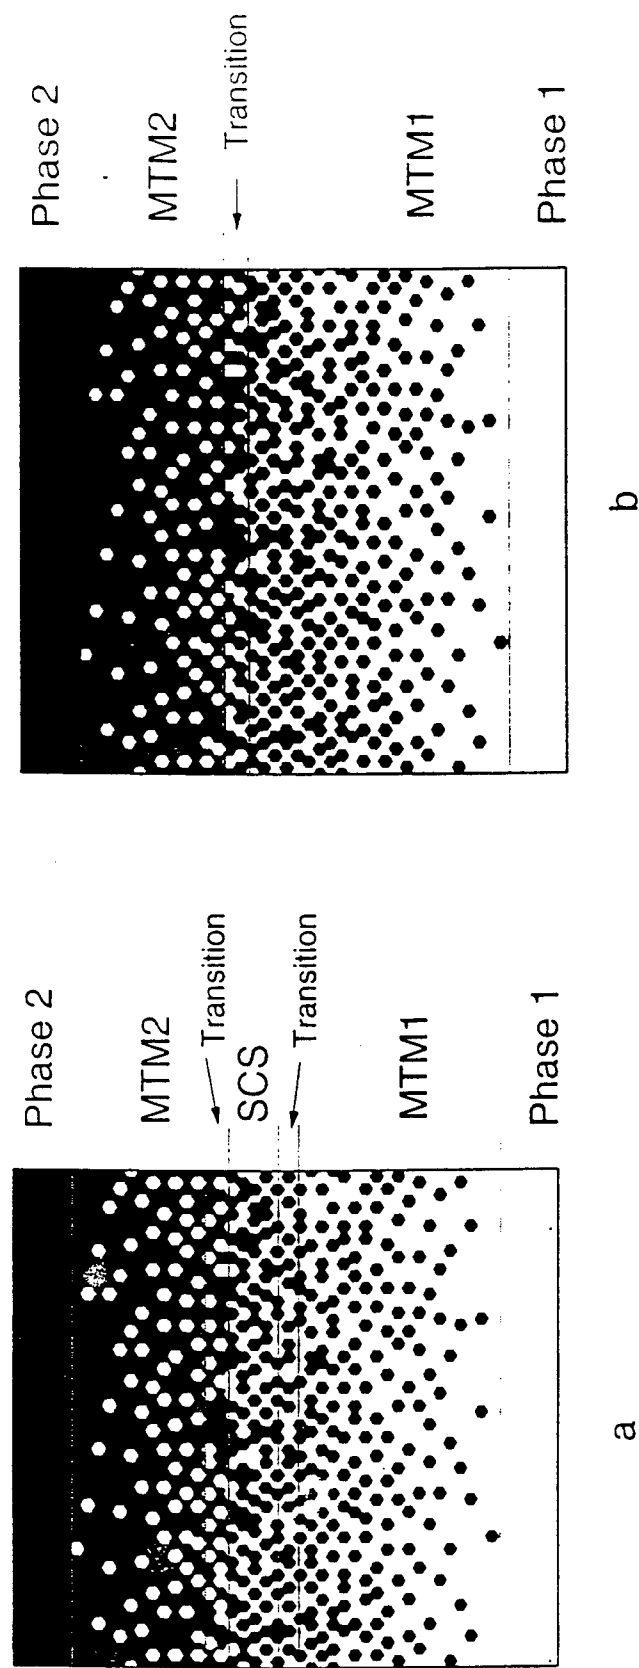 Phase 2
MTM2
Transition
SCS
Transition
MTM1
Phase 1
a
Phase 2
MTM2
Transition
MTM1
Phase 1
b